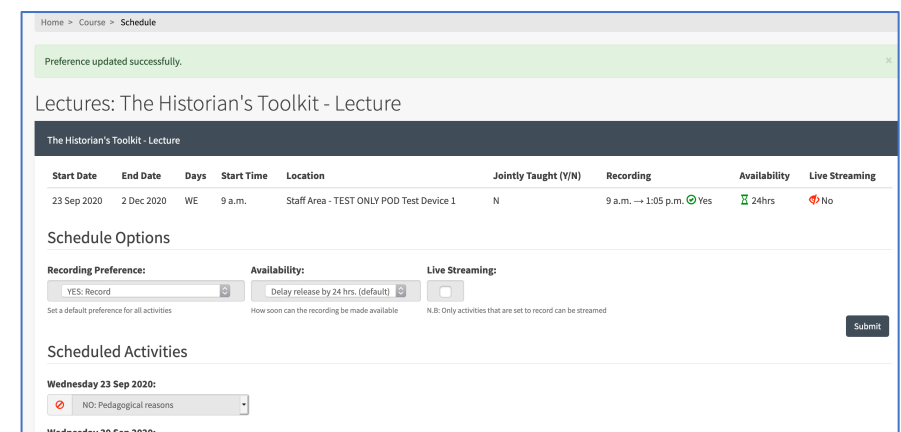 Home > Course > Schedule
Preference updated successfully. ×
Lectures: The Historian's Toolkit - Lecture
The Historian's Toolkit - Lecture
Start Date End Date Days Start Time Location Jointly Taught (Y/N) Recording Availability Live Streaming
23 Sep 2020 2 Dec 2020 WE 9 a.m. Staff Area - TEST ONLY POD Test Device 1 N 9 a.m. → 1:05 p.m. Yes 24hrs No
Schedule Options
Recording Preference: Availability: Live Streaming:
YES: Record Delay release by 24 hrs. (default)
Set a default preference for all activities How soon can the recording be made available N.B: Only activities that are set to record can be streamed
Submit
Scheduled Activities
Wednesday 23 Sep 2020:
NO: Pedagogical reasons
Wednesday 30 Sep 2020: